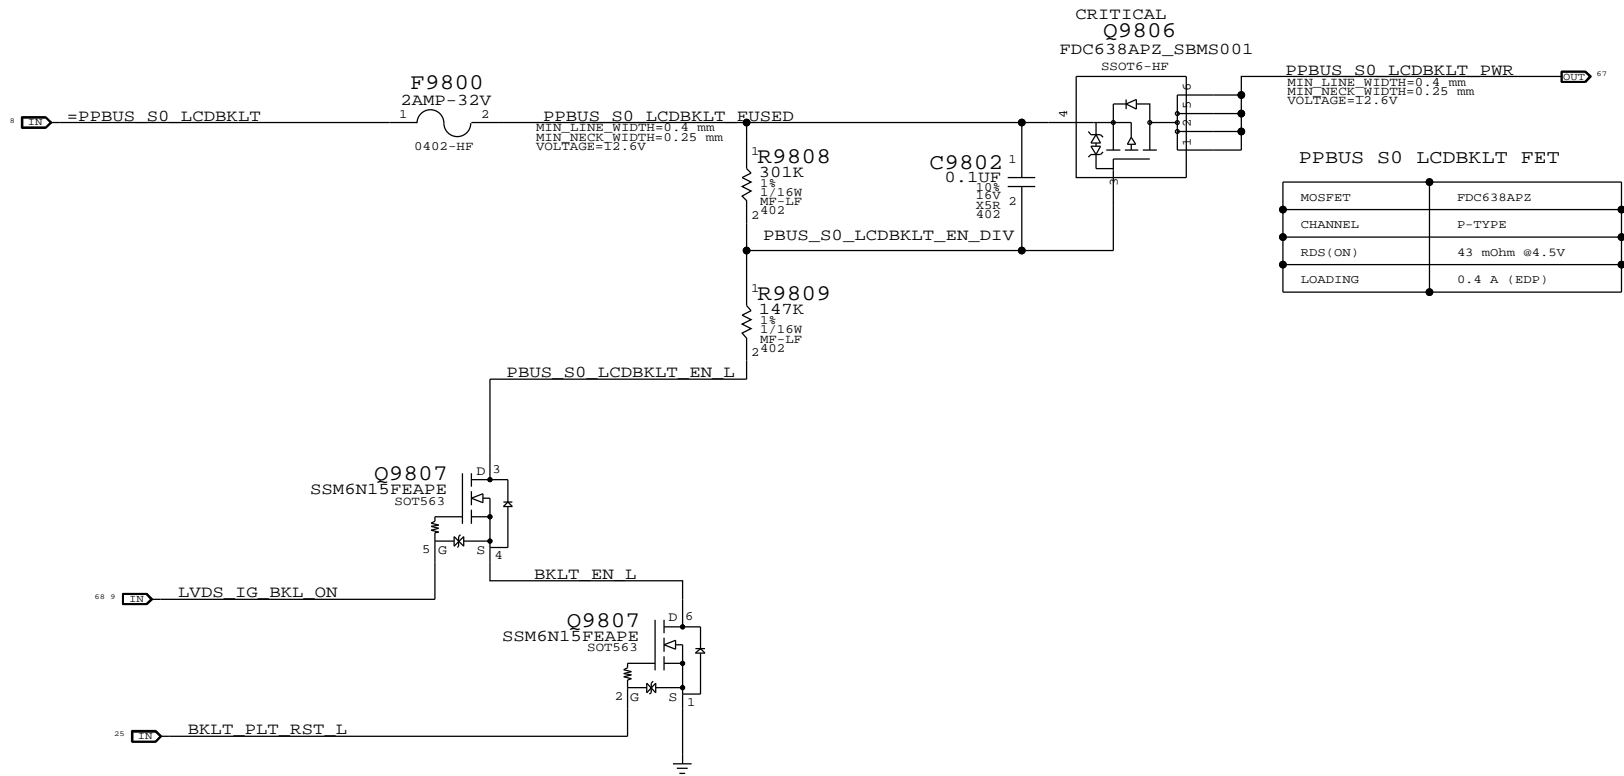 CRITICAL
Q9806
FDC638APZ_SBMS001
SSOT6-HF
4
6
5
2
1
3
PPBUS_S0_LCDBKLT_PWR
MIN_LINE_WIDTH=0.4 mm
MIN_NECK_WIDTH=0.25 mm
VOLTAGE=12.6V
OUT
67
8
IN
=PPBUS_S0_LCDBKLT
F9800
2AMP-32V
1
2
0402-HF
PPBUS_S0_LCDBKLT_FUSED
MIN_LINE_WIDTH=0.4 mm
MIN_NECK_WIDTH=0.25 mm
VOLTAGE=12.6V
1
R9808
301K
1%
1/16W
MF-LF
402
2
C9802
0.1UF
10%
16V
X5R
402
1
2
PBUS_S0_LCDBKLT_EN_DIV
PPBUS S0 LCDBKLT FET
MOSFET FDC638APZ
CHANNEL P-TYPE
RDS(ON) 43 mOhm @4.5V
LOADING 0.4 A (EDP)
1
R9809
147K
1%
1/16W
MF-LF
402
2
PBUS_S0_LCDBKLT_EN_L
Q9807
SSM6N15FEAPE
SOT563
D
3
5
G
S
4
BKLT_EN_L
68 9
IN
LVDS_IG_BKL_ON
Q9807
SSM6N15FEAPE
SOT563
D
6
2
G
S
1
25
IN
BKLT_PLT_RST_L